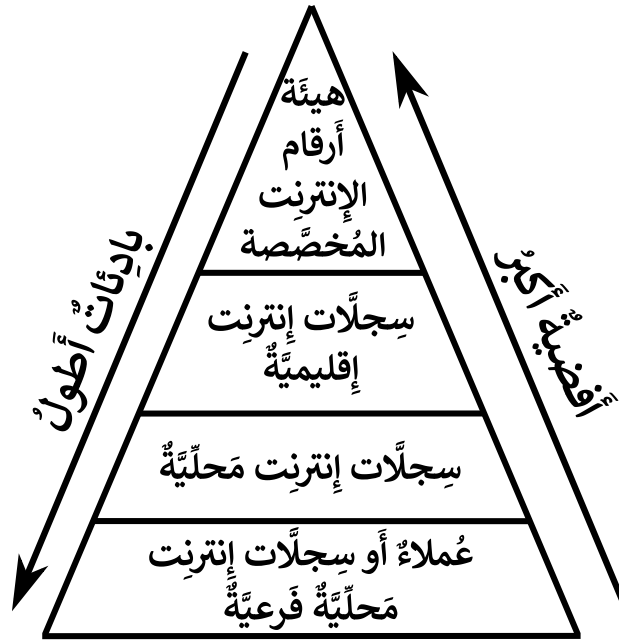 هيئَة
أَرقام
الإِنترنِت
المُخصَّصة
سِجلَّات إِنترنِت
إِقليميَّةٌ
سِجلَّات إِنترنِت مَحلِّيَّةٌ
عُملاءٌ أَو سِجلَّات إِنترنِت
مَحلِّيَّةٌ فَرعيَّةٌ
بادِئاتٌ أَطولُ
أَفضيةٌ أَكبرُ